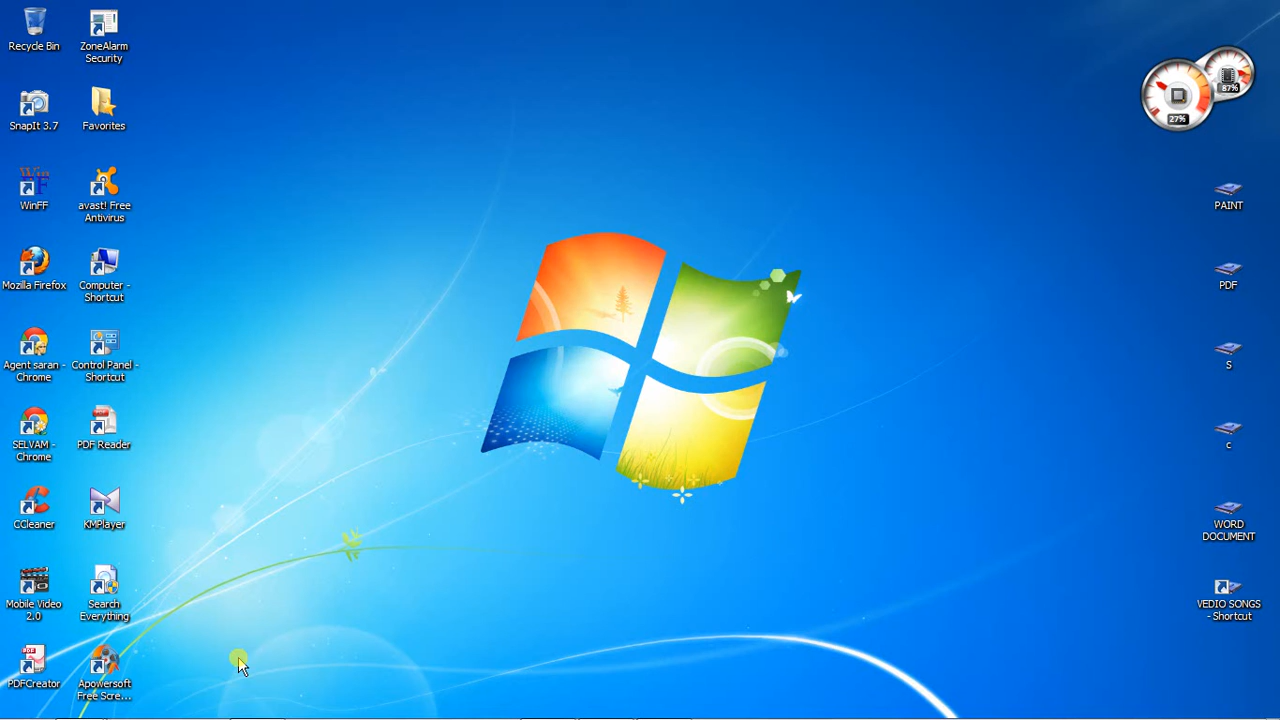 Recycle Bin
ZoneAlarm
Security
SnapIt 3.7
Favorites
WinFF
avast! Free
Antivirus
Mozilla Firefox
Computer -
Shortcut
Agent saran -
Chrome
Control Panel -
Shortcut
SELVAM -
Chrome
PDF Reader
CCleaner
KMPlayer
Mobile Video
2.0
Search
Everything
PDFCreator
Apowersoft
Free Scre...
87%
27%
PAINT
PDF
S
c
WORD
DOCUMENT
VEDIO SONGS
- Shortcut